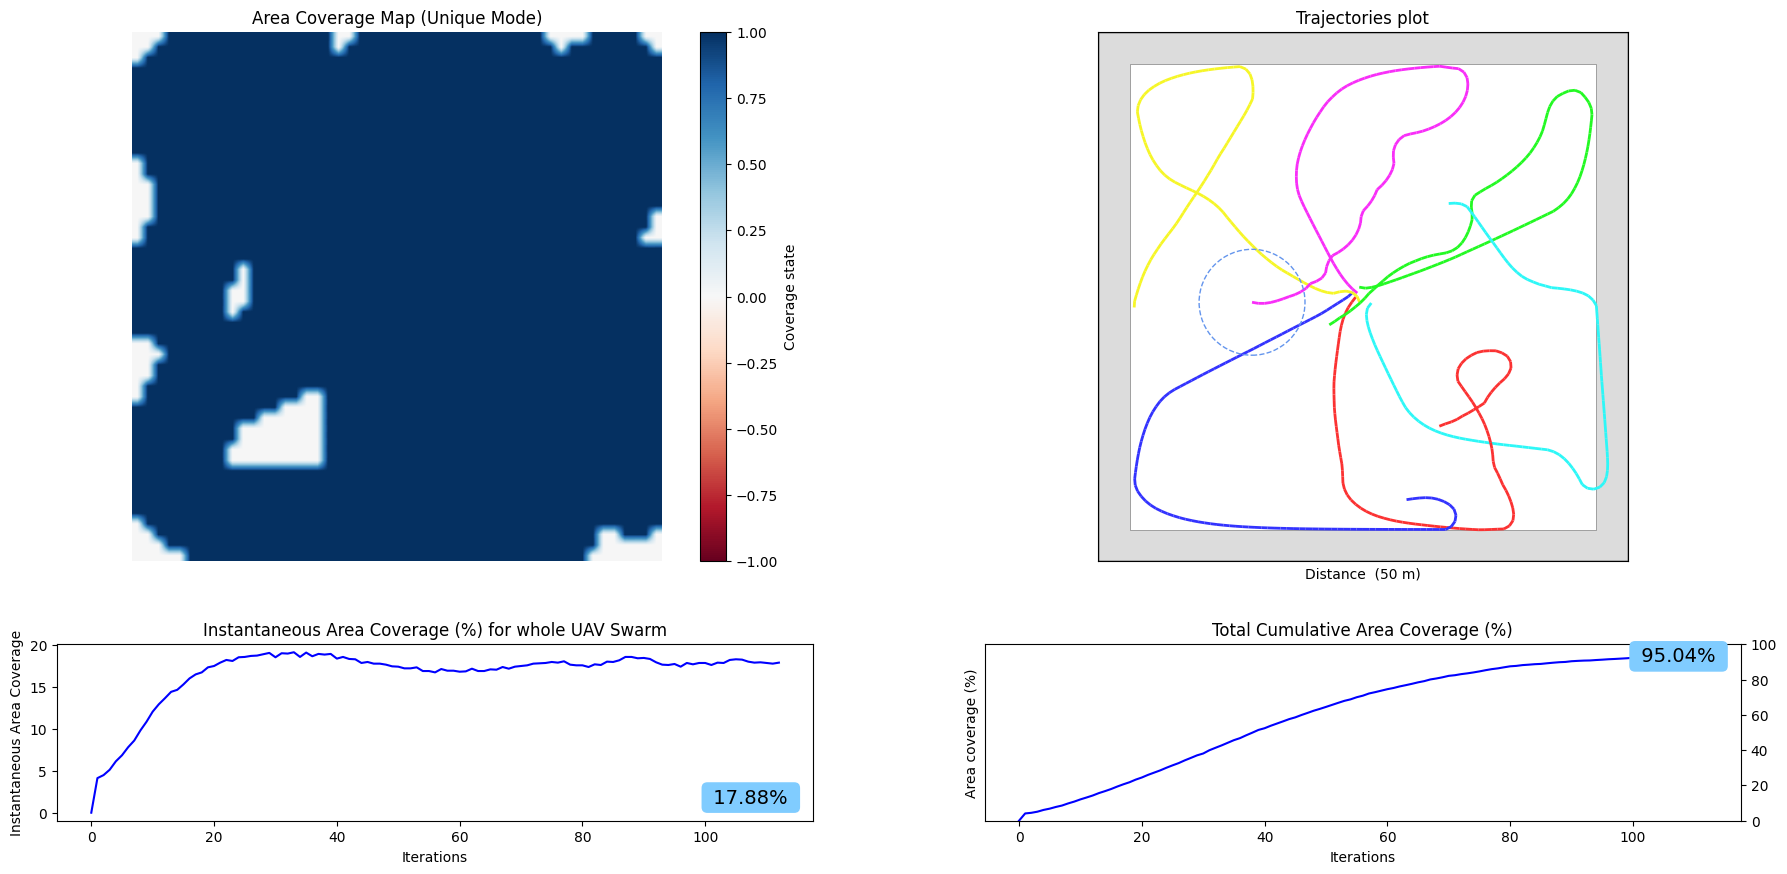 Area Coverage Map (Unique Mode)
1.00
0.75
0.50
0.25
0.00
−0.25
−0.50
−0.75
−1.00
Coverage state
Trajectories plot
Distance  (50 m)
Instantaneous Area Coverage (%) for whole UAV Swarm
Instantaneous Area Coverage
20
15
10
5
0
17.88%
0 20 40 60 80 100
Iterations
Total Cumulative Area Coverage (%)
Area coverage (%)
95.04%
100
80
60
40
20
0
0 20 40 60 80 100
Iterations